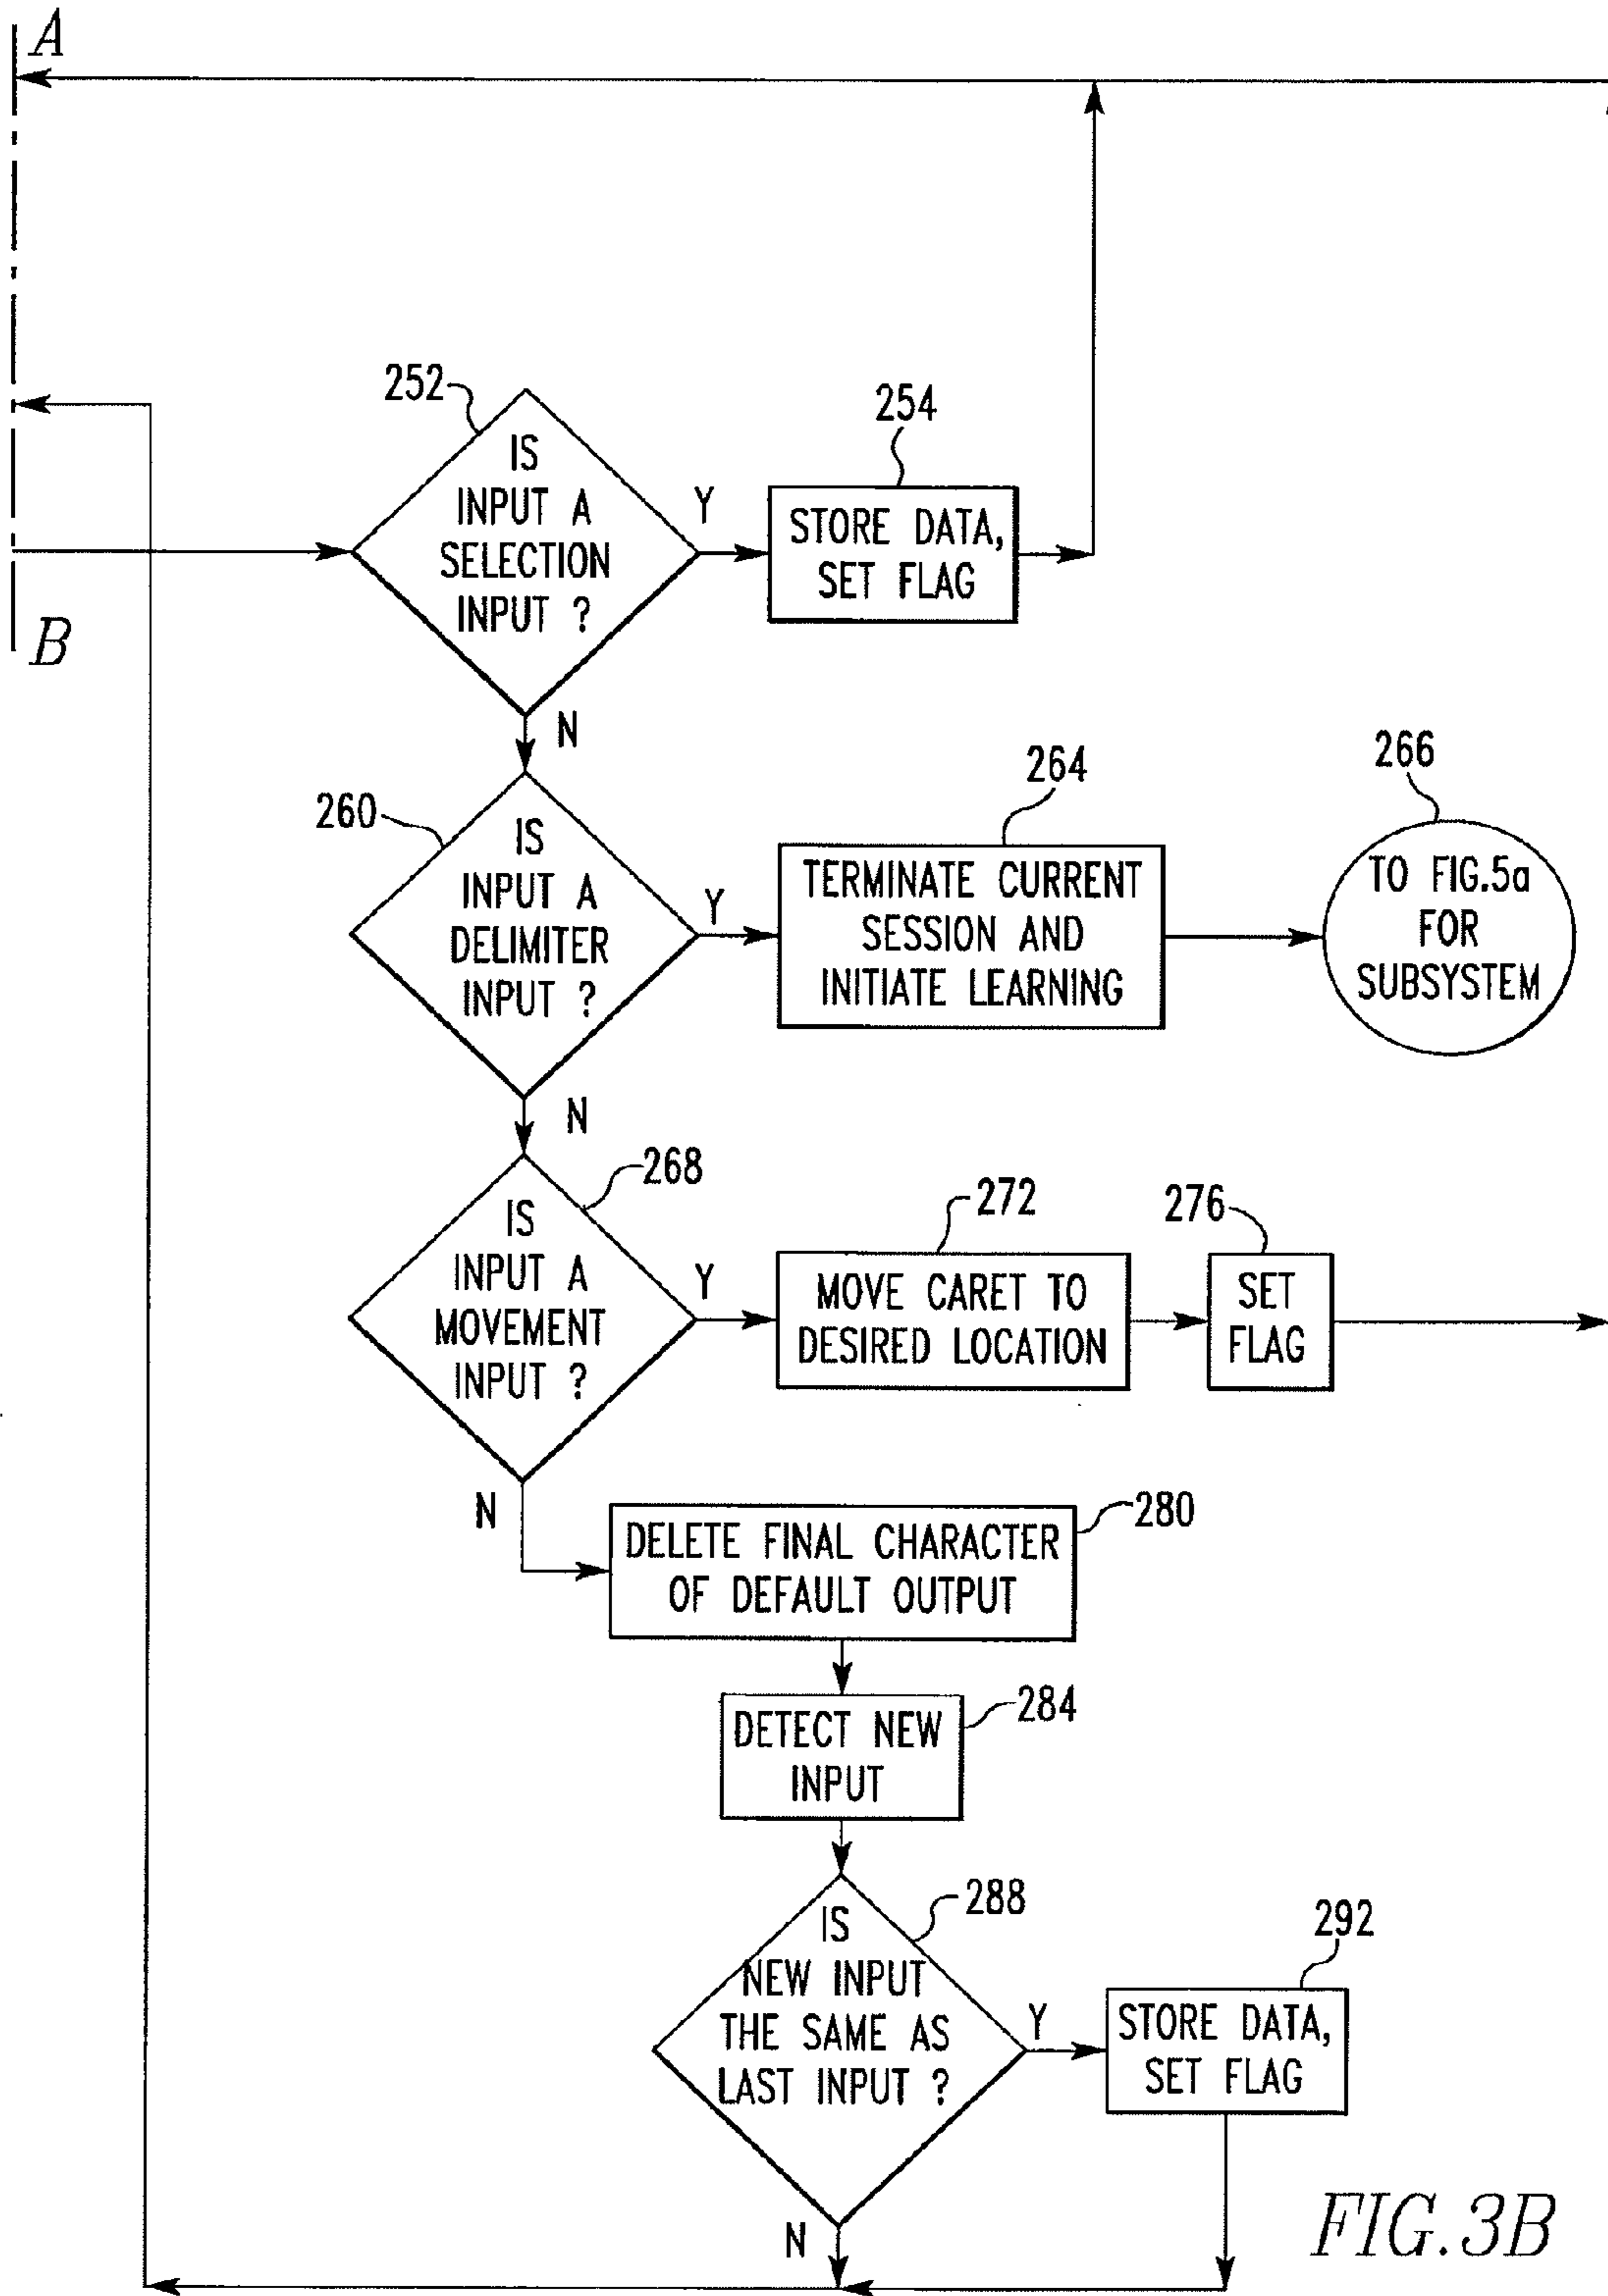 A
252
254
IS
INPUT A
SELECTION
INPUT ?
Y
STORE DATA,
SET FLAG
B
N
260
264
266
IS
INPUT A
DELIMITER
INPUT ?
Y
TERMINATE CURRENT
SESSION AND
INITIATE LEARNING
TO FIG.5a
FOR
SUBSYSTEM
N
268
272
276
IS
INPUT A
MOVEMENT
INPUT ?
Y
MOVE CARET TO
DESIRED LOCATION
SET
FLAG
N
280
DELETE FINAL CHARACTER
OF DEFAULT OUTPUT
284
DETECT NEW
INPUT
288
292
IS
NEW INPUT
THE SAME AS
LAST INPUT ?
Y
STORE DATA,
SET FLAG
N
FIG.3B